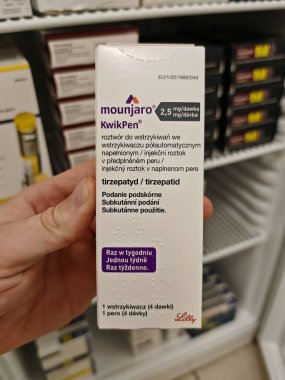 EU/1/22/1685/049
mounjaro®
2,5 mg/dawkę
mg/dávka
KwikPen®
roztwór do wstrzykiwań we
wstrzykiwaczu półautomatycznym
napełnionym / injekční roztok
v předplněném peru /
injekčný roztok v naplnenom pere
tirzepatyd / tirzepatid
Podanie podskórne
Subkutánní podání
Subkutánne použitie.
Raz w tygodniu
Jednou týdně
Raz týždenne.
1 wstrzykiwacz (4 dawki)
1 pero (4 dávky)
Lilly